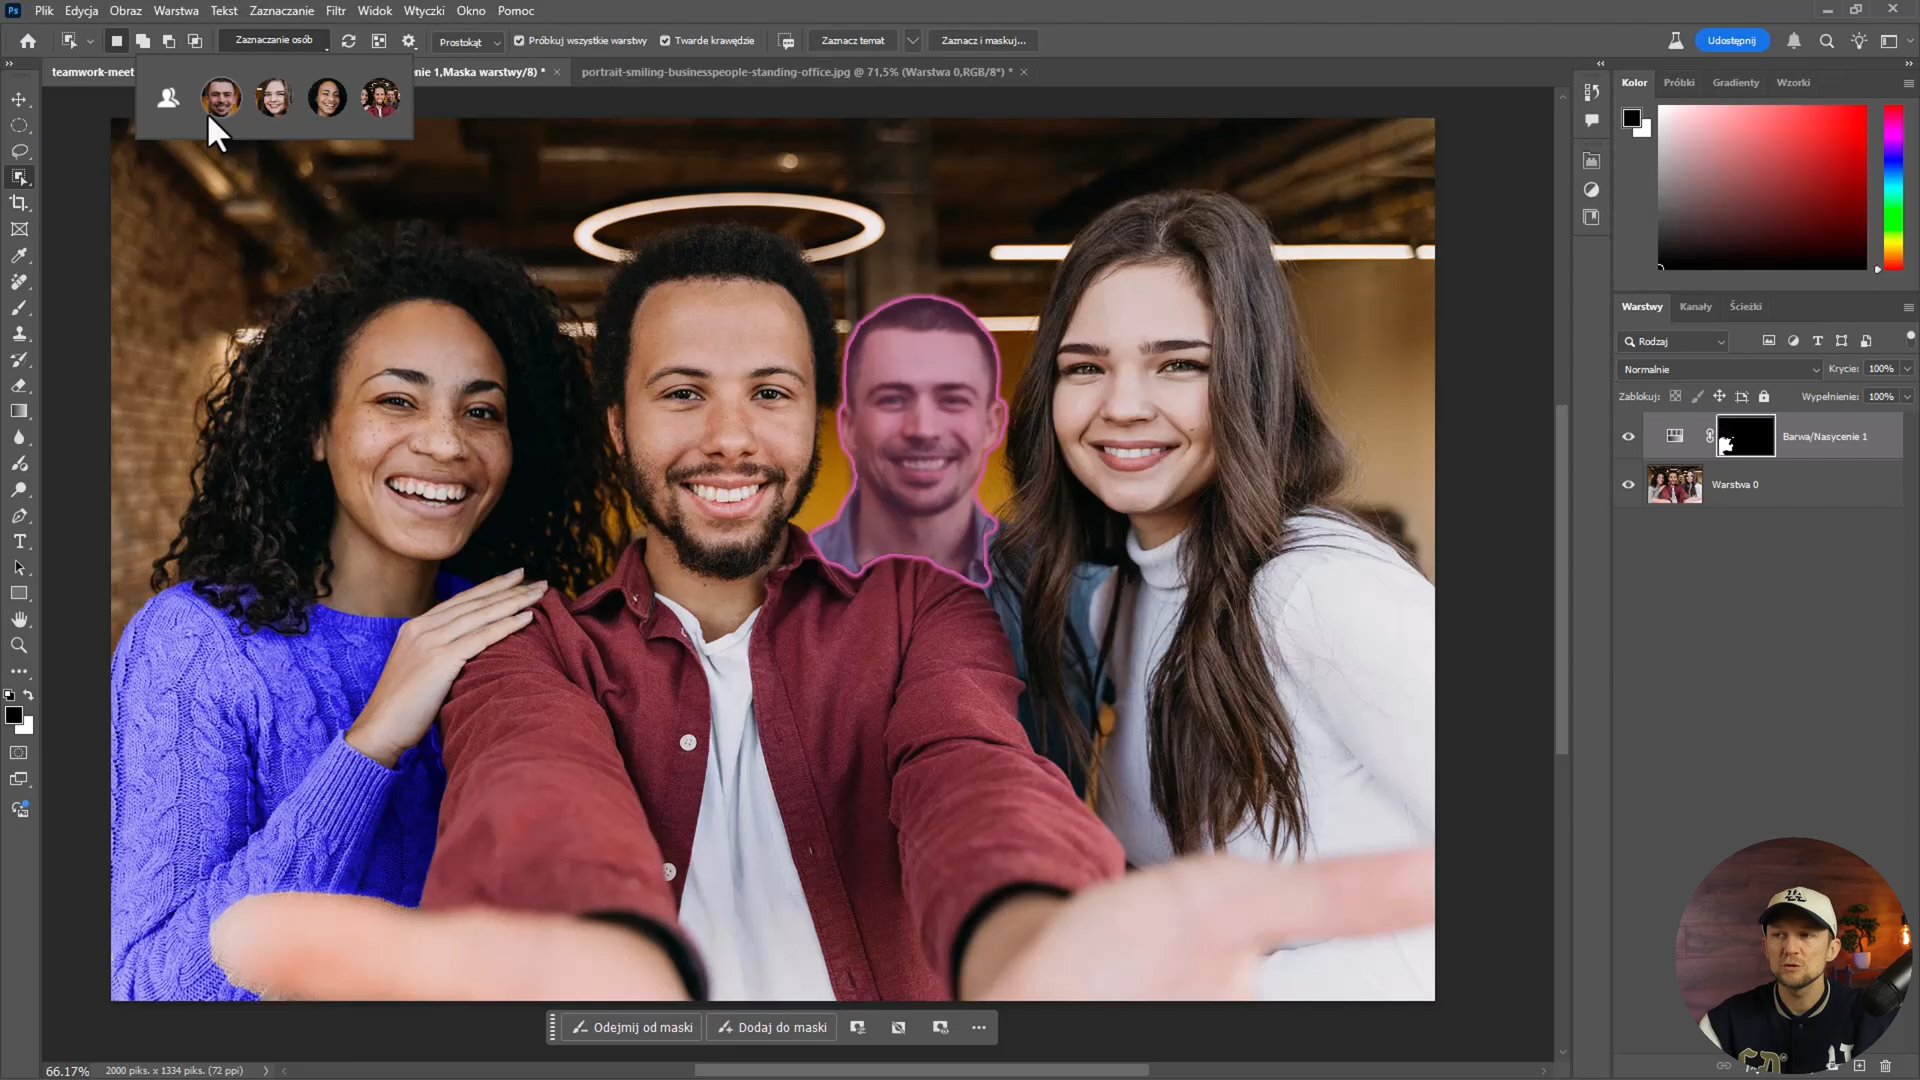 Ps Plik Edycja Obraz Warstwa Tekst Zaznaczanie Filtr Widok Wtyczki Okno Pomoc
Zaznaczanie osób Prostokąt Próbkuj wszystkie warstwy Twarde krawędzie Zaznacz temat Zaznacz i maskuj... Udostępnij
teamwork-meet enie 1,Maska warstwy/8) * × portrait-smiling-businesspeople-standing-office.jpg @ 71,5% (Warstwa 0,RGB/8*) * ×
Kolor Próbki Gradienty Wzorki
Warstwy Kanały Ścieżki
Rodzaj
Normalnie Krycie: 100%
Zablokuj: Wypełnienie: 100%
Barwa/Nasycenie 1
Warstwa 0
Odejmij od maski Dodaj do maski
66.17% 2000 piks. x 1334 piks. (72 ppi)